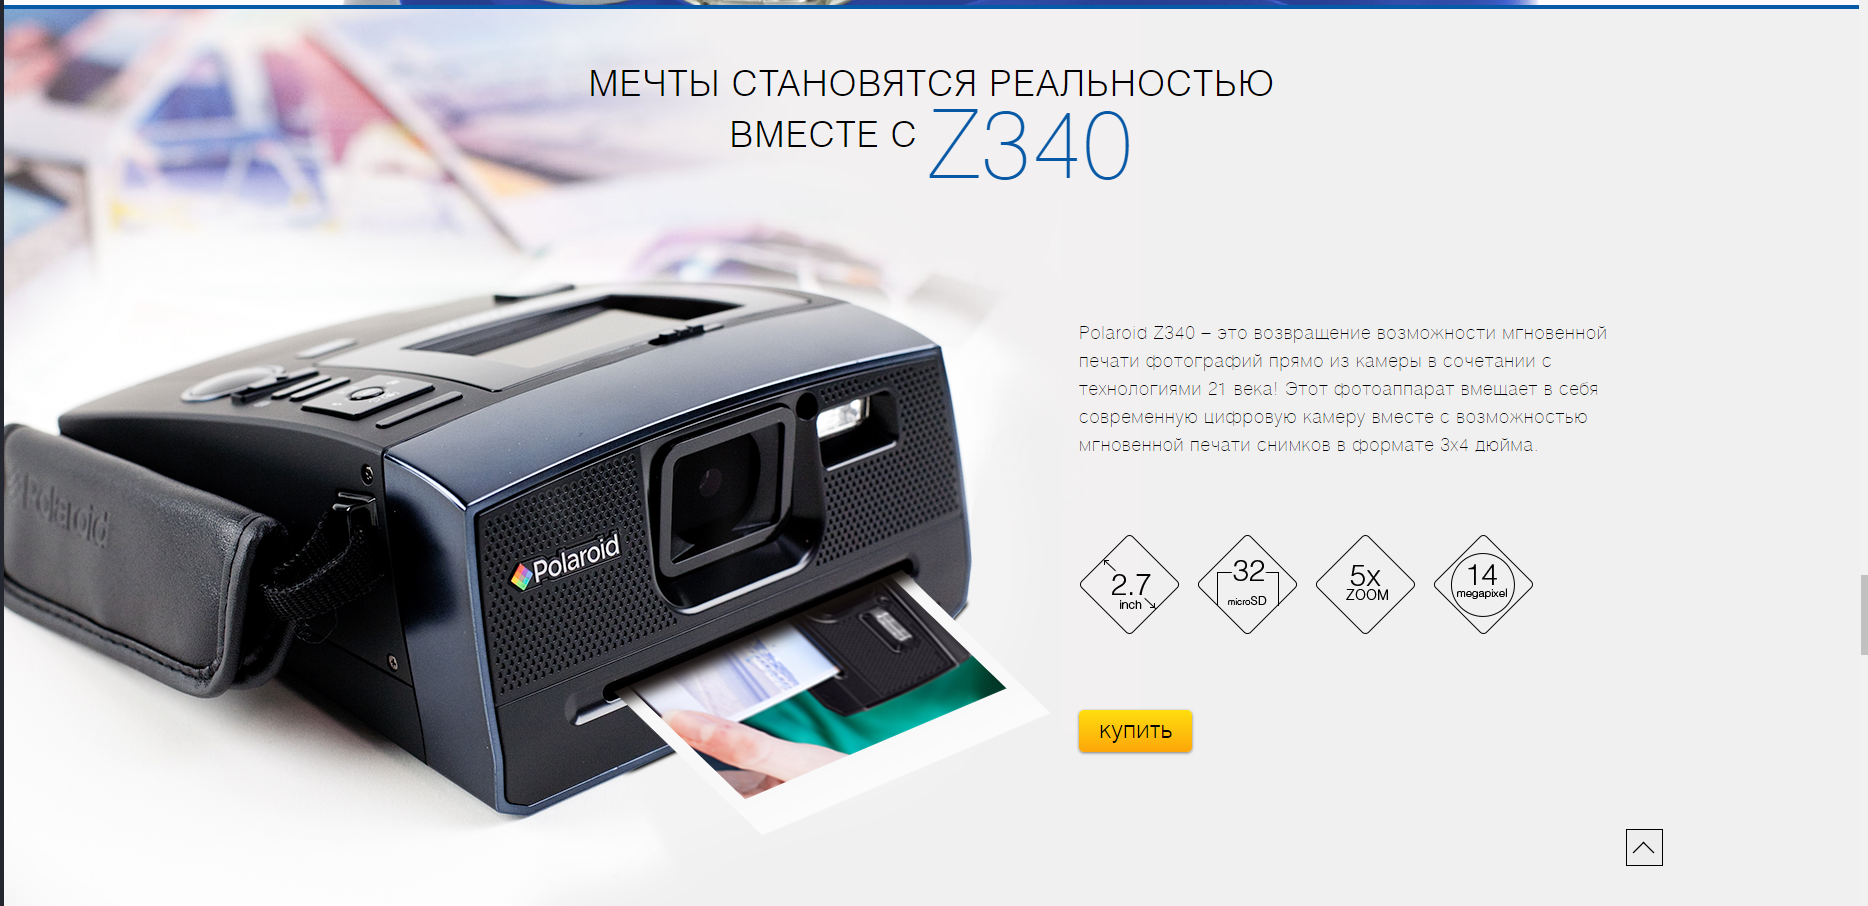 МЕЧТЫ СТАНОВЯТСЯ РЕАЛЬНОСТЬЮ
ВМЕСТЕ С Z340
Polaroid Z340 – это возвращение возможности мгновенной
печати фотографий прямо из камеры в сочетании с
технологиями 21 века! Этот фотоаппарат вмещает в себя
современную цифровую камеру вместе с возможностью
мгновенной печати снимков в формате 3х4 дюйма.
Polaroid
Polaroid
2.7
inch
32
microSD
5x
ZOOM
14
megapixel
купить